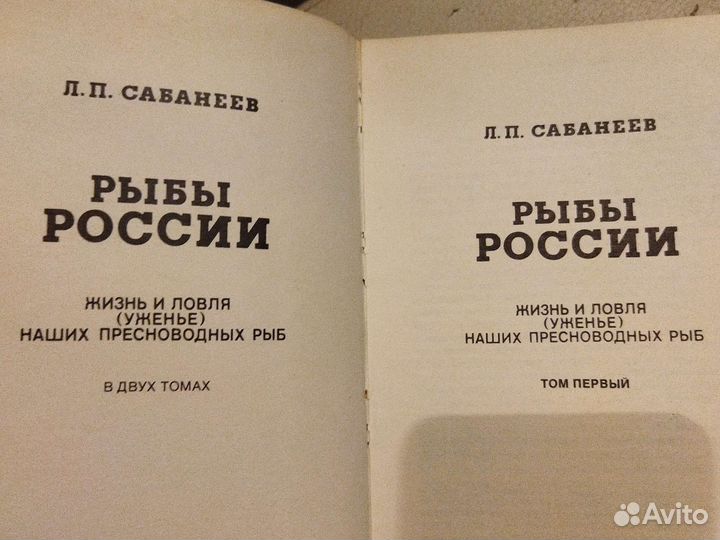 Л. П. САБАНЕЕВ
РЫБЫ
РОССИИ
ЖИЗНЬ И ЛОВЛЯ
(УЖЕНЬЕ)
НАШИХ ПРЕСНОВОДНЫХ РЫБ
В ДВУХ ТОМАХ
Л. П. САБАНЕЕВ
РЫБЫ
РОССИИ
ЖИЗНЬ И ЛОВЛЯ
(УЖЕНЬЕ)
НАШИХ ПРЕСНОВОДНЫХ РЫБ
ТОМ ПЕРВЫЙ
Avito